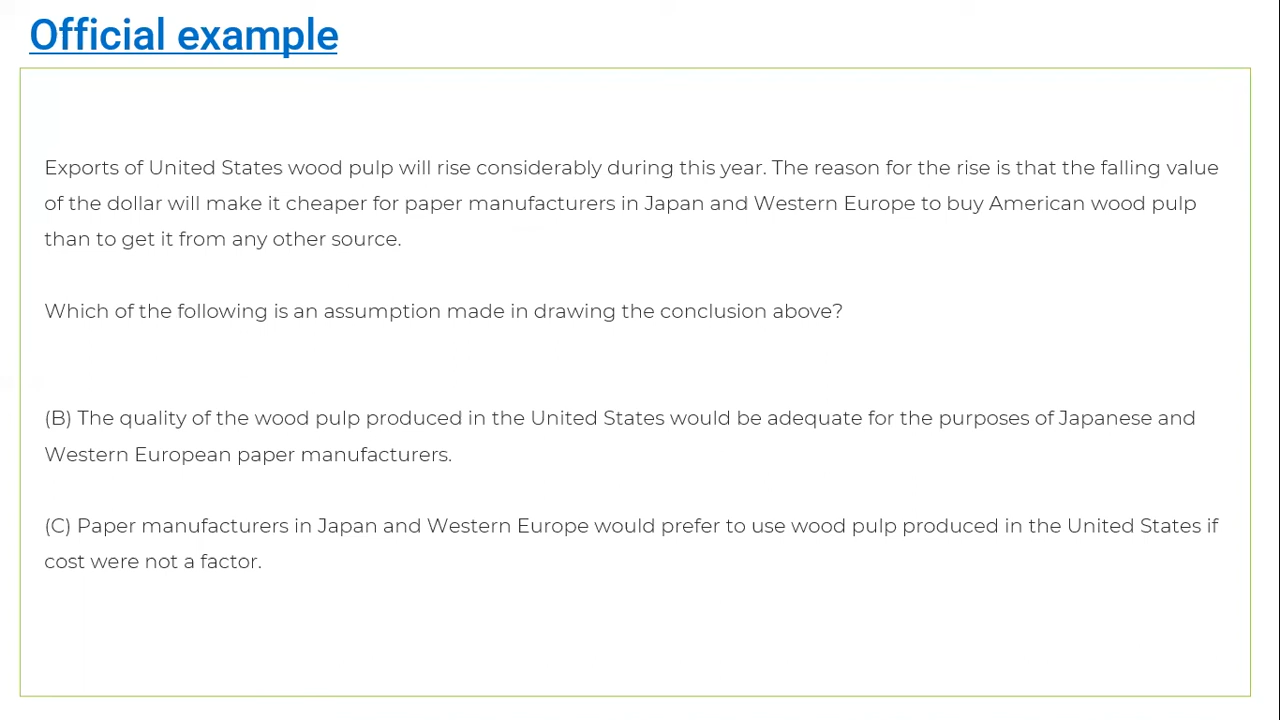 Official example
Exports of United States wood pulp will rise considerably during this year. The reason for the rise is that the falling value
of the dollar will make it cheaper for paper manufacturers in Japan and Western Europe to buy American wood pulp
than to get it from any other source.
Which of the following is an assumption made in drawing the conclusion above?
(B) The quality of the wood pulp produced in the United States would be adequate for the purposes of Japanese and
Western European paper manufacturers.
(C) Paper manufacturers in Japan and Western Europe would prefer to use wood pulp produced in the United States if
cost were not a factor.